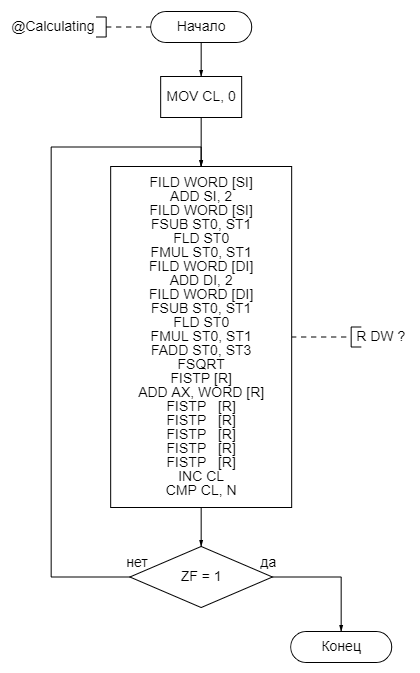 @Calculating
Начало
MOV CL, 0
FILD WORD [SI]
ADD SI, 2
FILD WORD [SI]
FSUB ST0, ST1
FLD ST0
FMUL ST0, ST1
FILD WORD [DI]
ADD DI, 2
FILD WORD [DI]
FSUB ST0, ST1
FLD ST0
FMUL ST0, ST1
FADD ST0, ST3
FSQRT
FISTP [R]
ADD AX, WORD [R]
FISTP [R]
FISTP [R]
FISTP [R]
FISTP [R]
FISTP [R]
INC CL
CMP CL, N
R DW ?
нет
ZF = 1
да
Конец